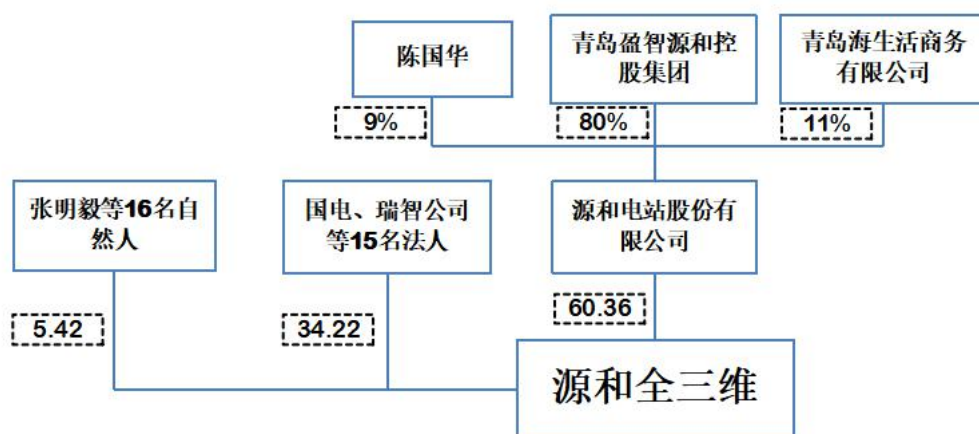 陈国华
青岛盈智源和控
股集团
青岛海生活商务
有限公司
9%
80%
11%
张明毅等16名自
然人
国电、瑞智公司
等15名法人
源和电站股份有
限公司
5.42
34.22
60.36
源和全三维